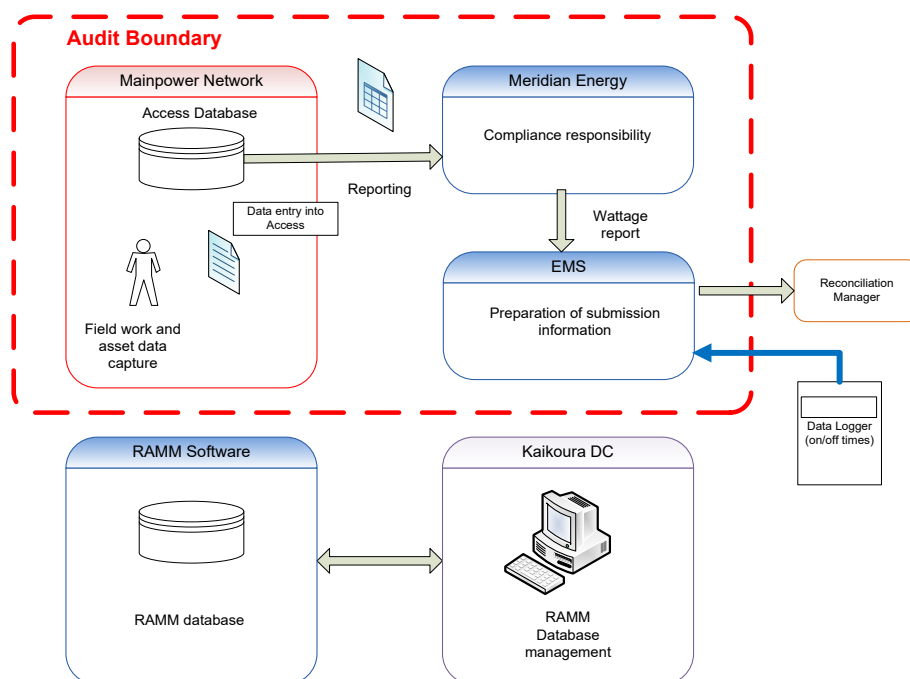 Audit Boundary
Mainpower Network
Access Database
Reporting
Data entry into
Access
Field work and
asset data
capture
Meridian Energy
Compliance responsibility
Wattage
report
EMS
Preparation of submission
information
Reconciliation
Manager
Data Logger
(on/off times)
RAMM Software
RAMM database
Kaikoura DC
RAMM
Database
management